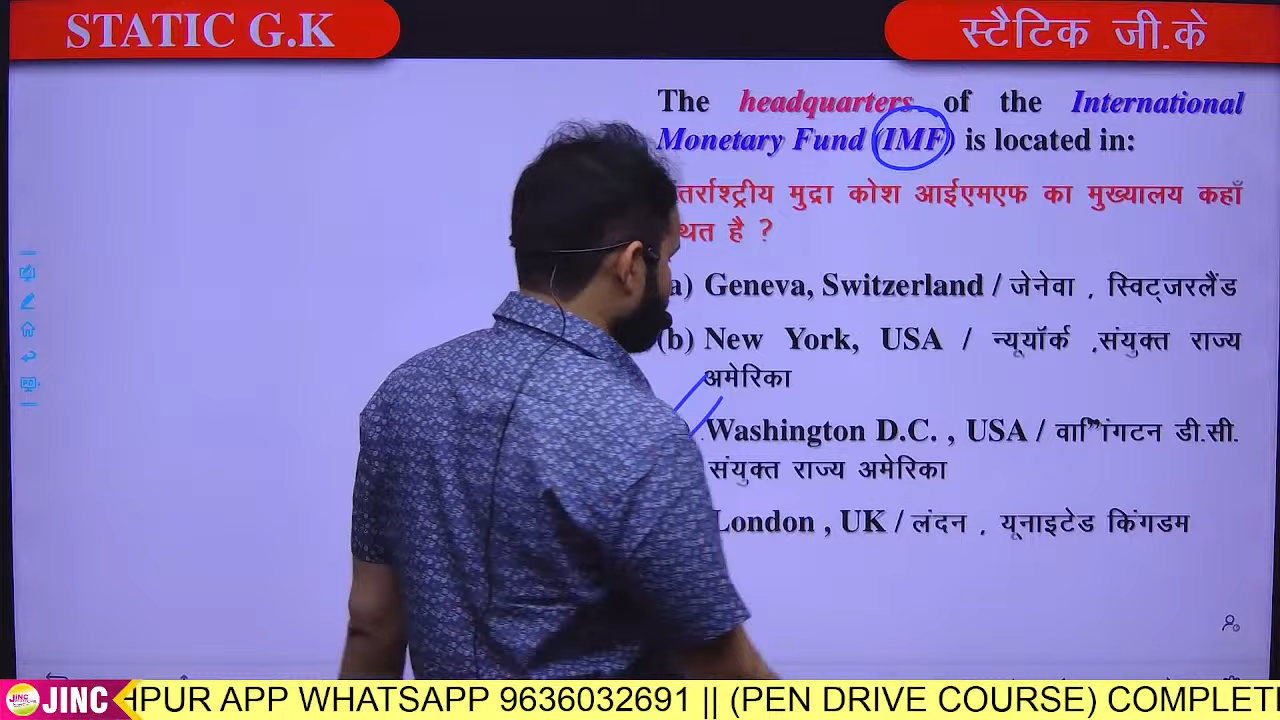 STATIC G.K
स्टैटिक जी.के
The headquarters of the International
Monetary Fund (IMF) is located in:
तर्राश्ट्रीय मुद्रा कोश आईएमएफ का मुख्यालय कहाँ
थत है ?
a) Geneva, Switzerland / जेनेवा , स्विट्जरलैंड
(b) New York, USA / न्यूयॉर्क ,संयुक्त राज्य
अमेरिका
Washington D.C. , USA / डी.सी.
संयुक्त राज्य अमेरिका
London , UK / लंदन , यूनाइटेड किंगडम
JINC
HPUR APP WHATSAPP 9636032691 || (PEN DRIVE COURSE) COMPLETE